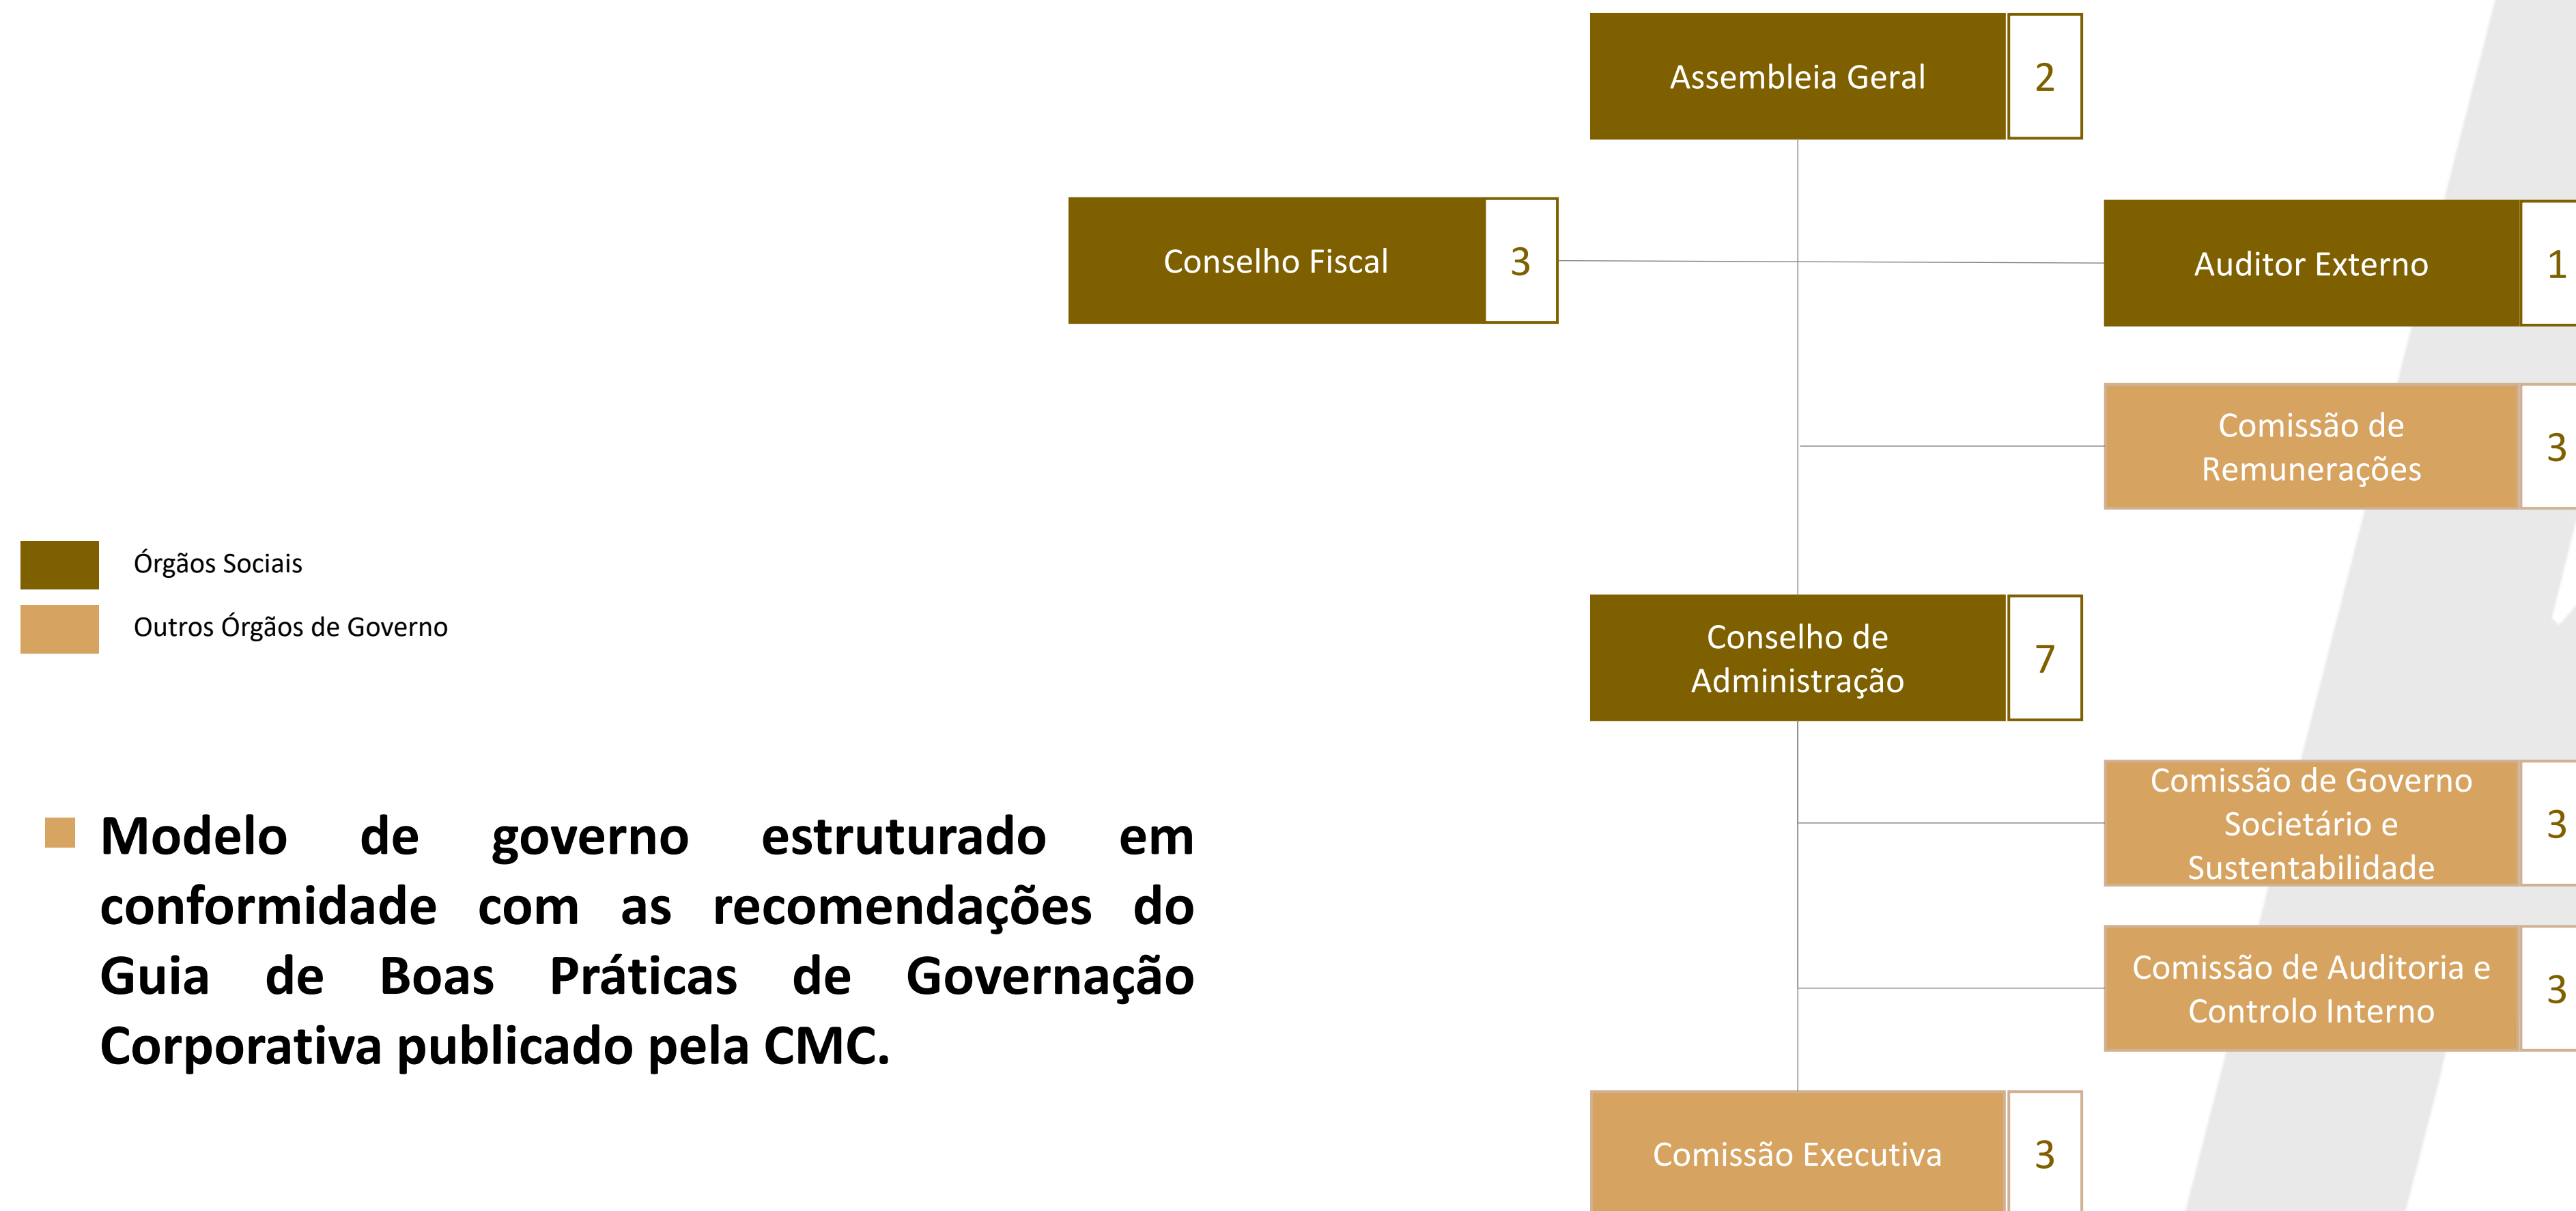 Assembleia Geral
2
Conselho Fiscal
3
Auditor Externo
1
Comissão de
Remunerações
3
Órgãos Sociais
Outros Órgãos de Governo
Conselho de
Administração
7
Modelo de governo estruturado em
conformidade com as recomendações do
Guia de Boas Práticas de Governação
Corporativa publicado pela CMC.
Comissão de Governo
Societário e
Sustentabilidade
3
Comissão de Auditoria e
Controlo Interno
3
Comissão Executiva
3